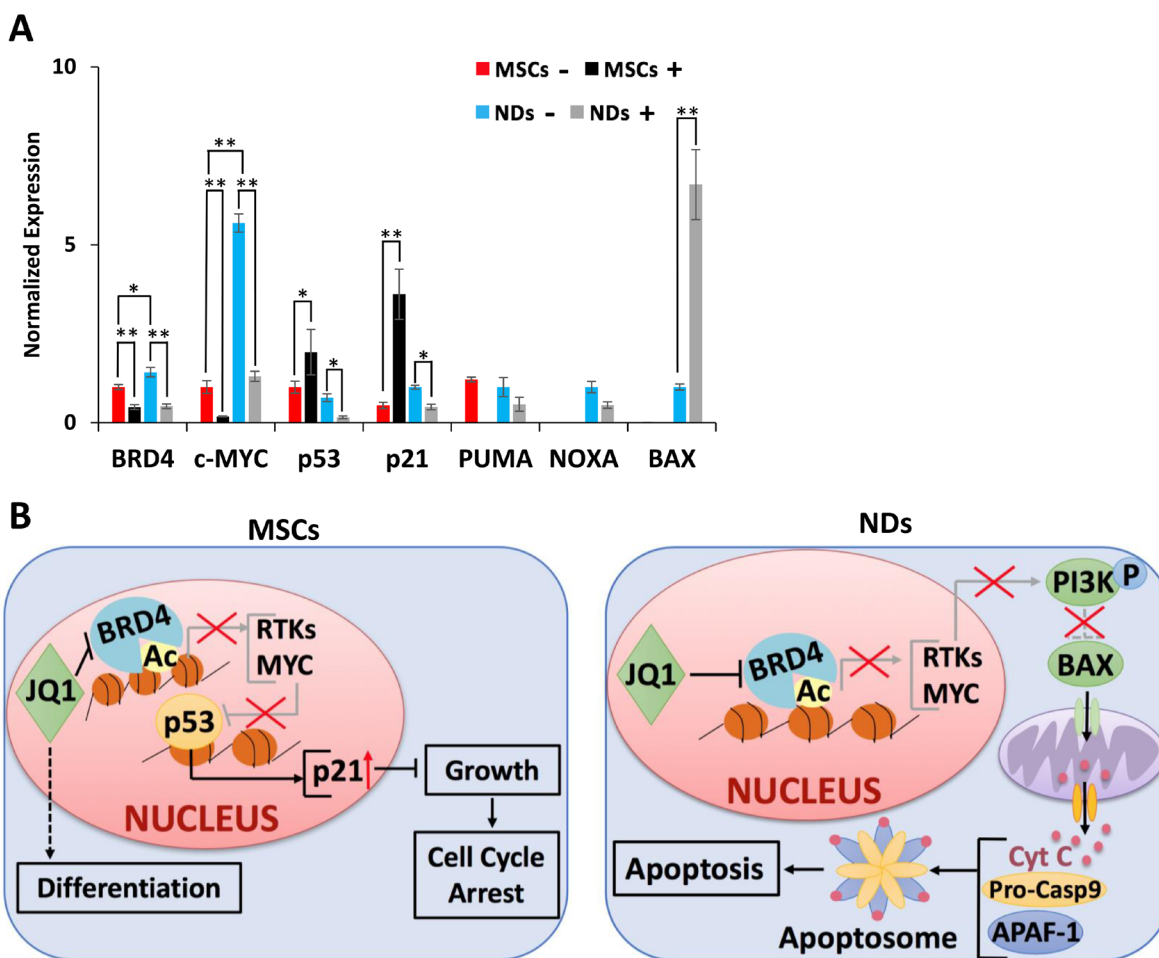 A
Normalized Expression
10
5
0
MSCs - MSCs +
NDs - NDs +
* ** **
** ** **
* *
** *
**
BRD4 c-MYC p53 p21 PUMA NOXA BAX
B
MSCs
JQ1
BRD4
Ac
RTKs
MYC
p53
p21
NUCLEUS
Growth
Cell Cycle
Arrest
Differentiation
NDs
JQ1
BRD4
Ac
RTKs
MYC
NUCLEUS
PI3K P
BAX
Cyt C
Pro-Casp9
APAF-1
Apoptosome
Apoptosis